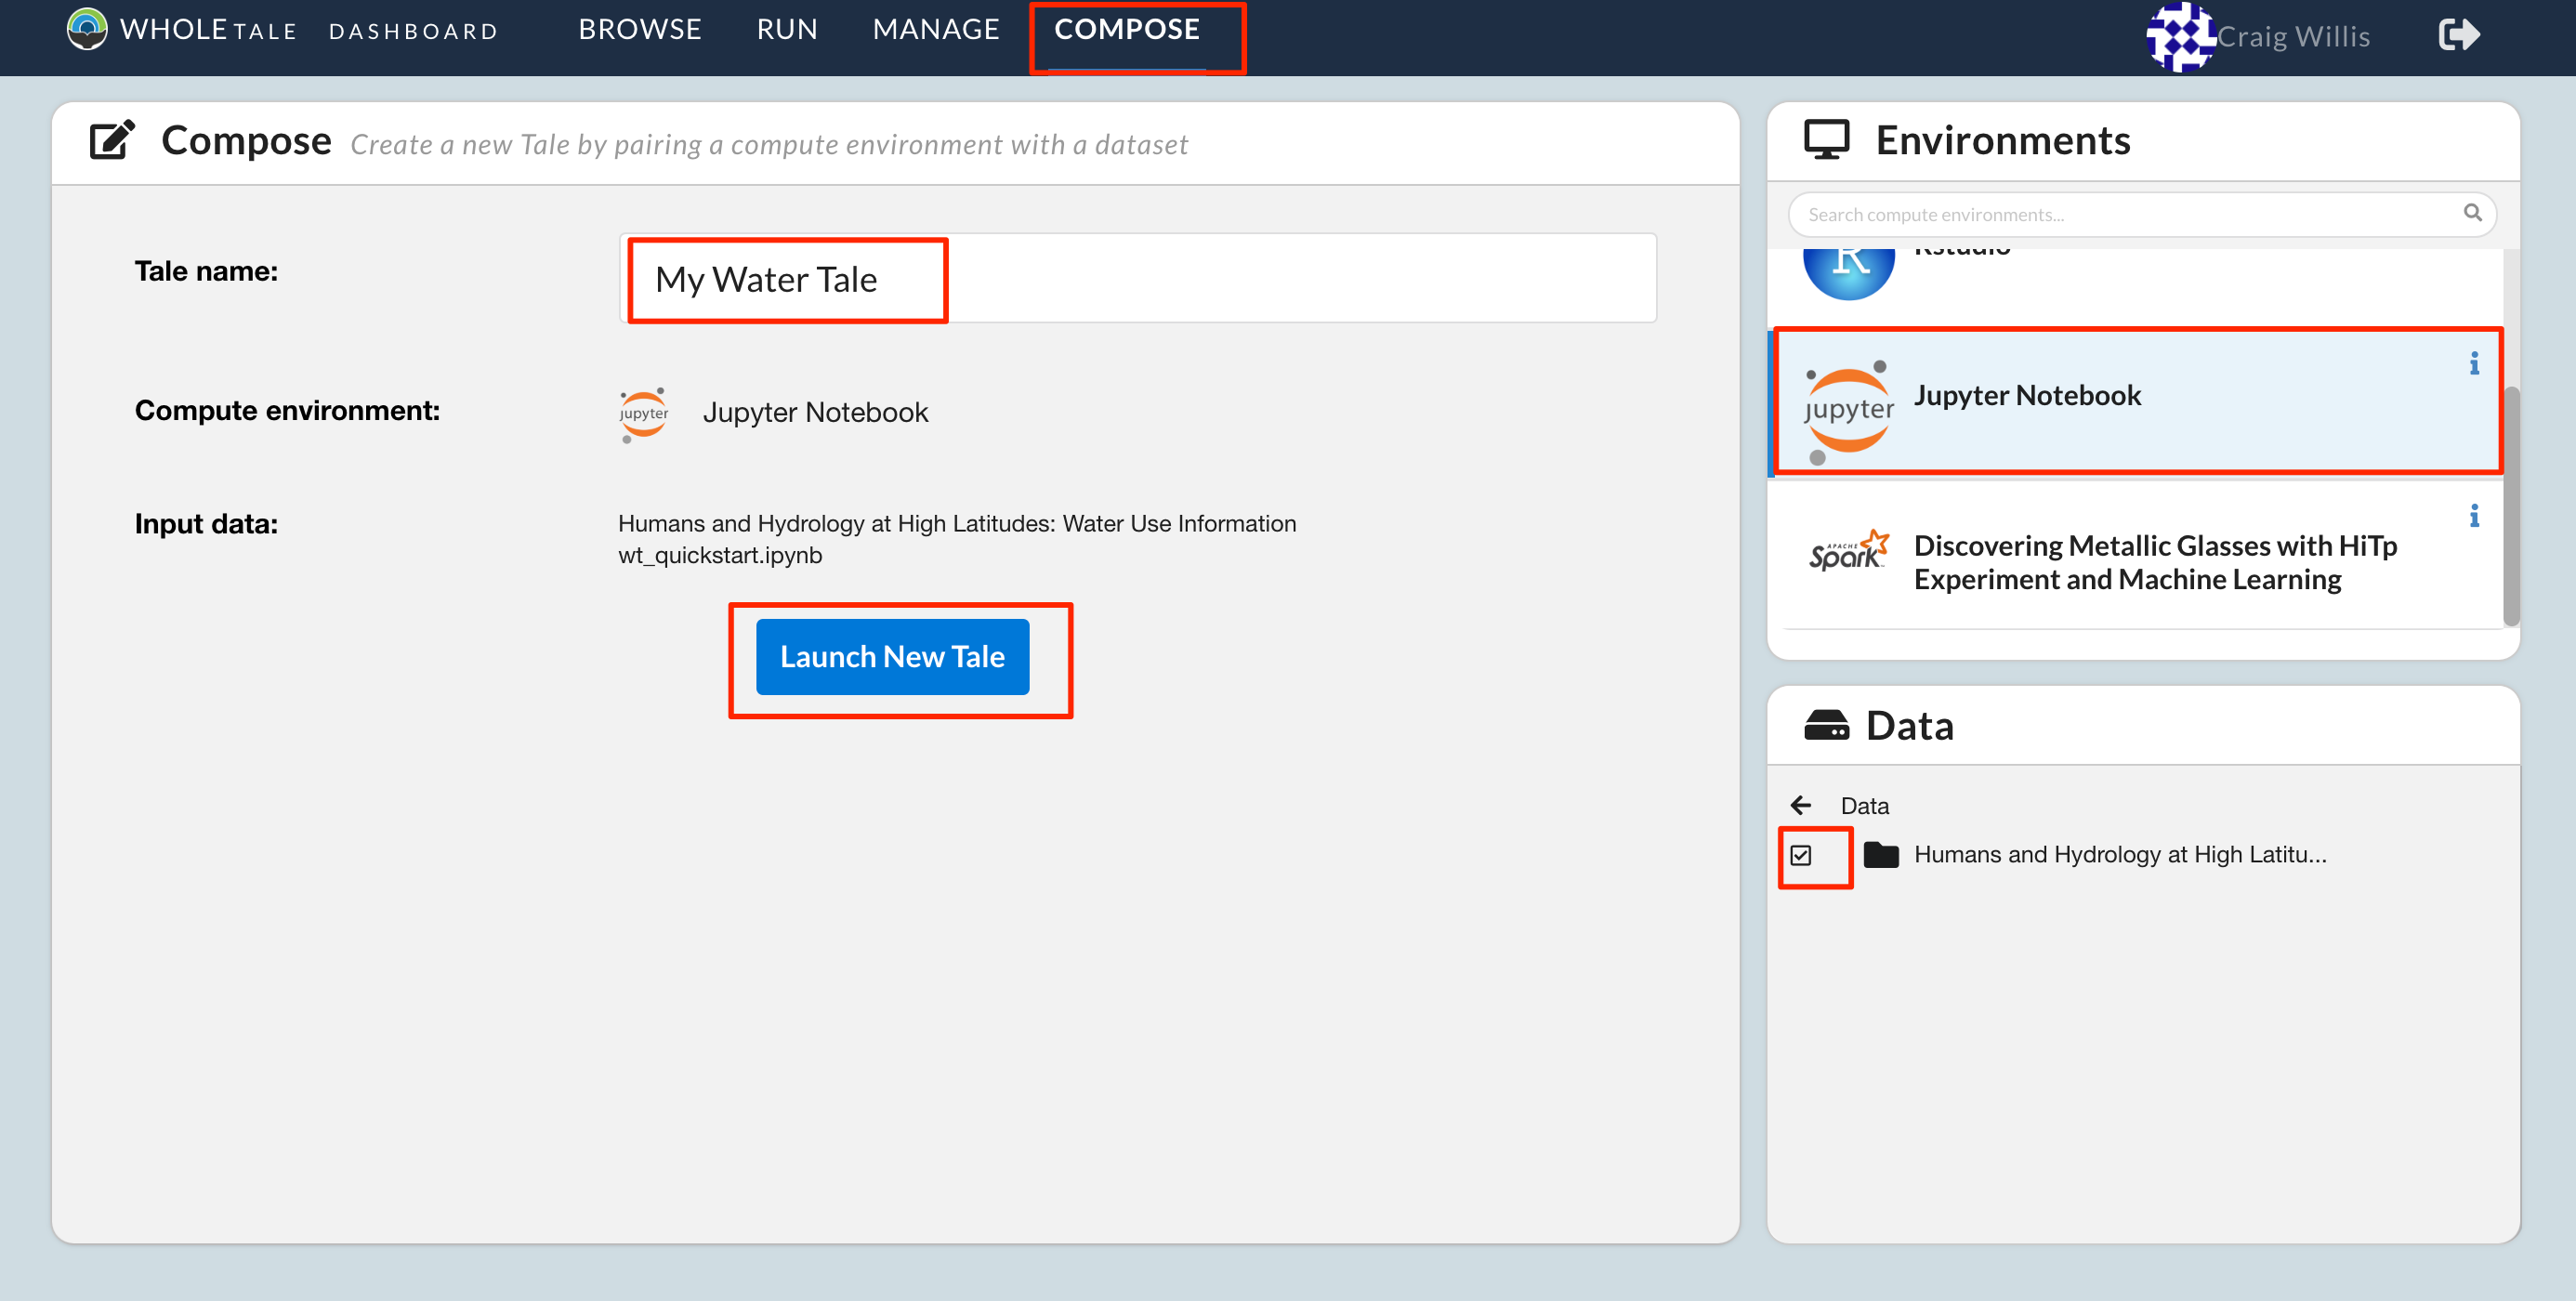 WHOLE TALE DASHBOARD BROWSE RUN MANAGE COMPOSE Craig Willis
Compose Create a new Tale by pairing a compute environment with a dataset
Tale name: My Water Tale
Compute environment: jupyter Jupyter Notebook
Input data: Humans and Hydrology at High Latitudes: Water Use Information
wt_quickstart.ipynb
Launch New Tale
Environments
Search compute environments...
R Rstudio
jupyter Jupyter Notebook
APACHE Spark Discovering Metallic Glasses with HiTp
Experiment and Machine Learning
Data
Data
Humans and Hydrology at High Latitu...